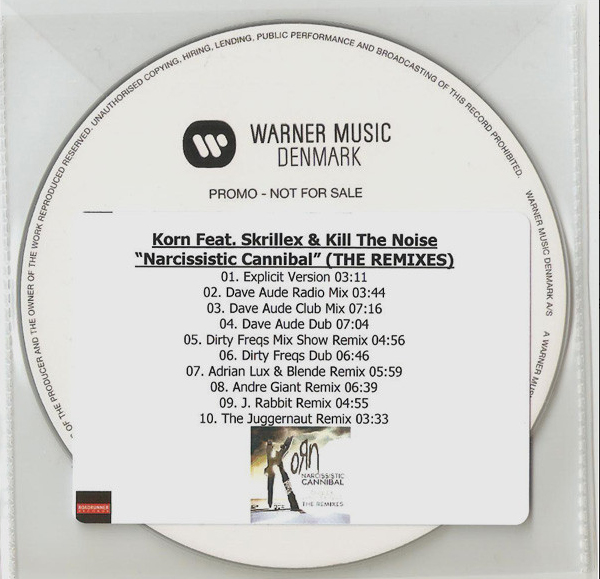 OF THE PRODUCER AND THE OWNER OF THE WORK REPRODUCED RESERVED. UNAUTHORISED COPYING, HIRING, LENDING, PUBLIC PERFORMANCE AND BROADCASTING OF THIS RECORD PROHIBITED.
WARNER MUSIC DENMARK A/S
A WARNER
WARNER MUSIC
DENMARK
PROMO - NOT FOR SALE
Korn Feat. Skrillex & Kill The Noise
“Narcissistic Cannibal” (THE REMIXES)
01. Explicit Version 03:11
02. Dave Aude Radio Mix 03:44
03. Dave Aude Club Mix 07:16
04. Dave Aude Dub 07:04
05. Dirty Freqs Mix Show Remix 04:56
06. Dirty Freqs Dub 06:46
07. Adrian Lux & Blende Remix 05:59
08. Andre Giant Remix 06:39
09. J. Rabbit Remix 04:55
10. The Juggernaut Remix 03:33
KoRn
NARCISSISTIC
CANNIBAL
THE REMIXES
ROADRUNNER
RECORDS